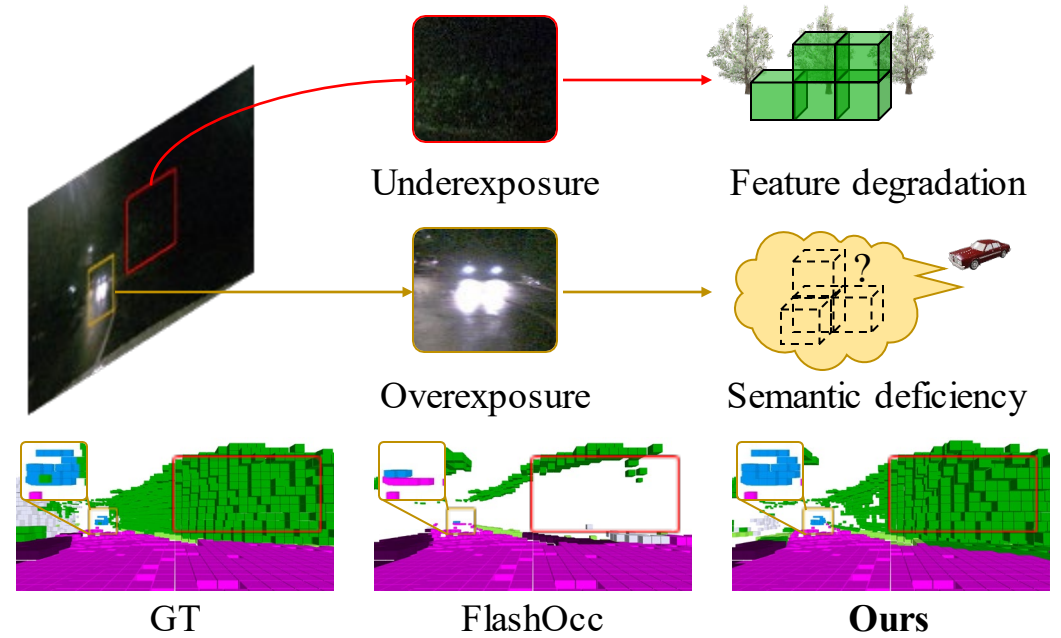 Underexposure
Feature degradation
?
Overexposure
Semantic deficiency
GT
FlashOcc
Ours